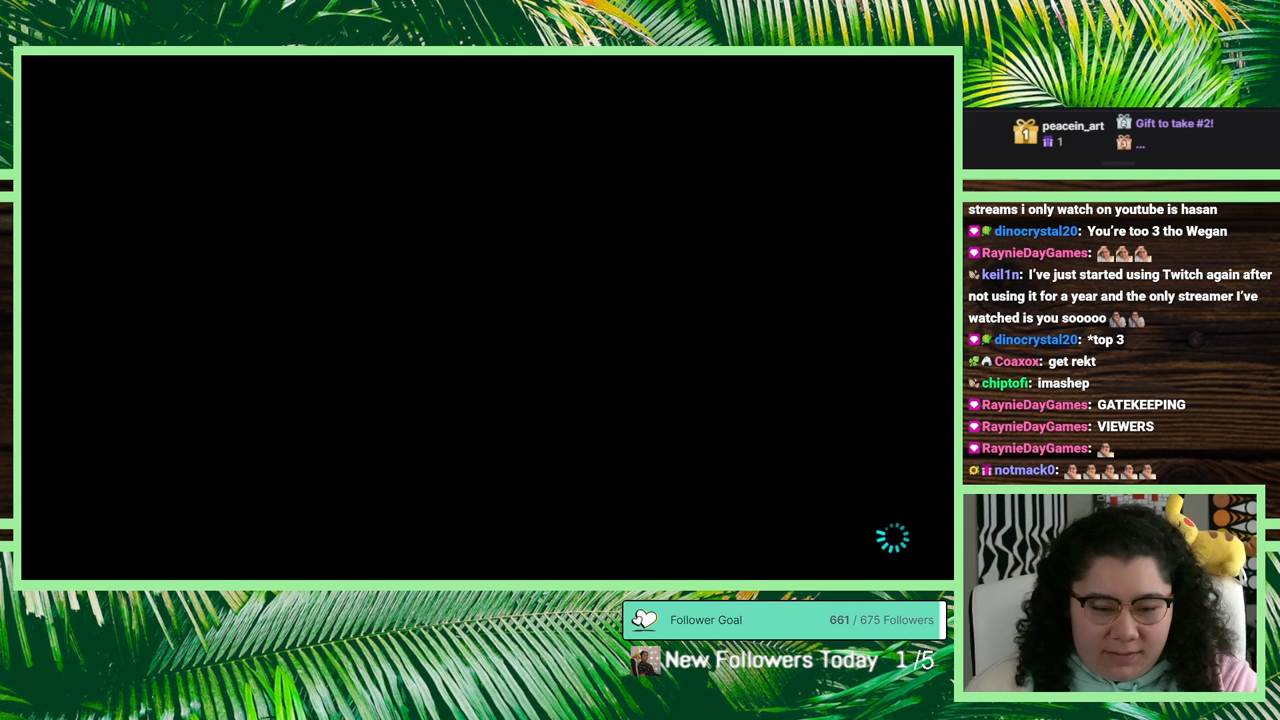 peacein_art
1
1
Gift to take #2!
...
streams i only watch on youtube is hasan
dinocrystal20: You're too 3 tho Wegan
RaynieDayGames:
keil1n: I've just started using Twitch again after
not using it for a year and the only streamer I've
watched is you sooooo
dinocrystal20: *top 3
Coaxox: get rekt
chiptofi: imashep
RaynieDayGames: GATEKEEPING
RaynieDayGames: VIEWERS
RaynieDayGames:
notmack0:
Follower Goal 661 / 675 Followers
New Followers Today 1 /5